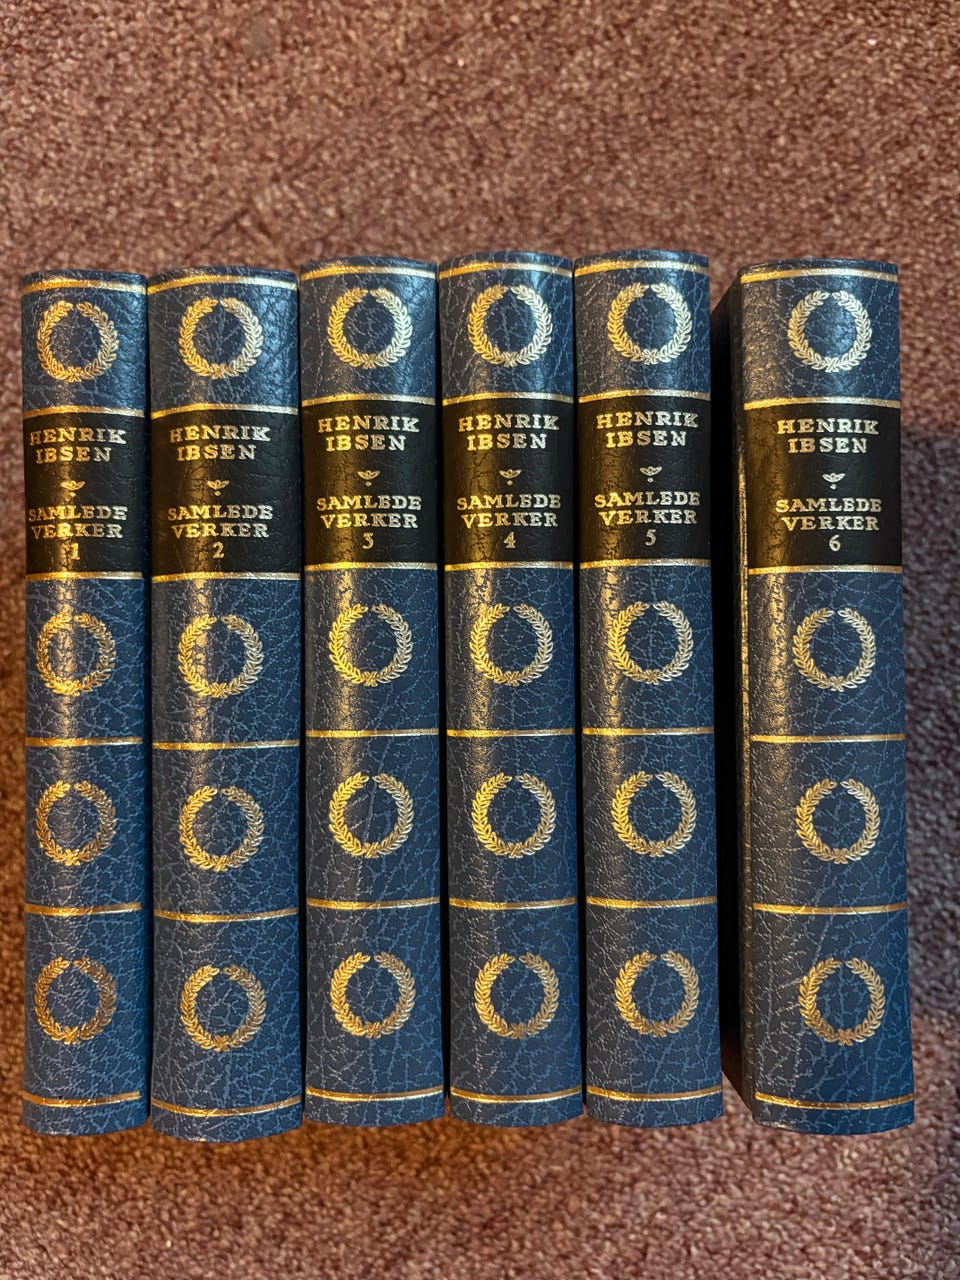 HENRIK
IBSEN
SAMLEDE
VERKER
1
HENRIK
IBSEN
SAMLEDE
VERKER
2
HENRIK
IBSEN
SAMLEDE
VERKER
3
HENRIK
IBSEN
SAMLEDE
VERKER
4
HENRIK
IBSEN
SAMLEDE
VERKER
5
HENRIK
IBSEN
SAMLEDE
VERKER
6